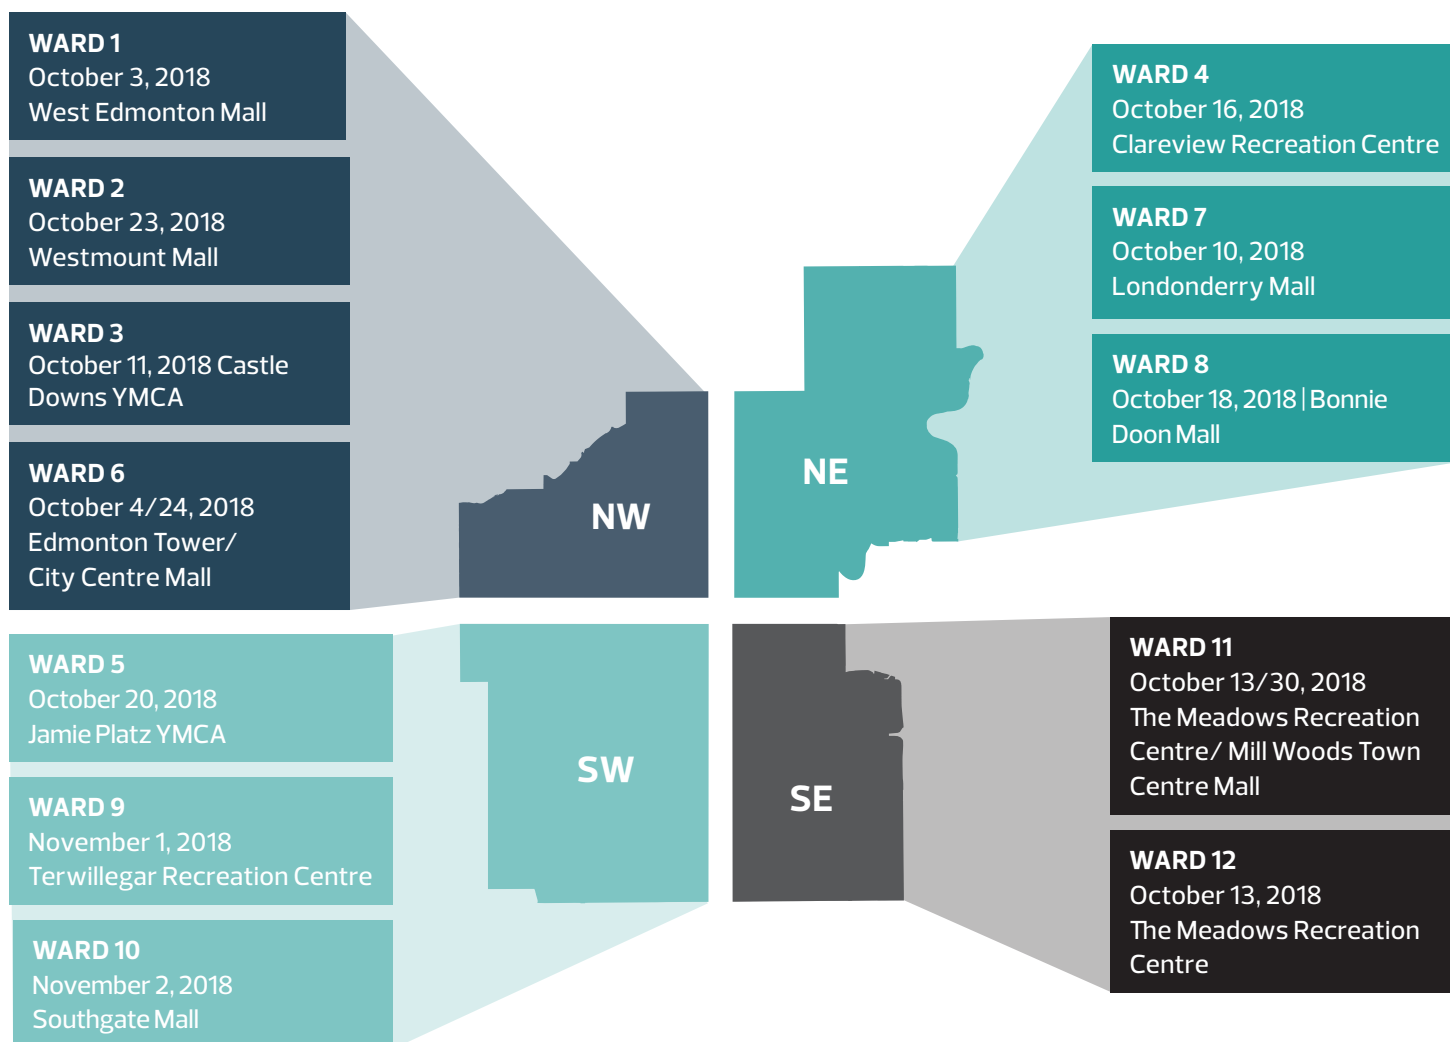 WARD 1
October 3, 2018
West Edmonton Mall
WARD 2
October 23, 2018
Westmount Mall
WARD 3
October 11, 2018 Castle
Downs YMCA
WARD 6
October 4/24, 2018
Edmonton Tower/
City Centre Mall
NW
WARD 4
October 16, 2018
Clareview Recreation Centre
WARD 7
October 10, 2018
Londonderry Mall
WARD 8
October 18, 2018 | Bonnie
Doon Mall
NE
WARD 5
October 20, 2018
Jamie Platz YMCA
WARD 9
November 1, 2018
Terwillegar Recreation Centre
WARD 10
November 2, 2018
Southgate Mall
SW
SE
WARD 11
October 13/30, 2018
The Meadows Recreation
Centre/ Mill Woods Town
Centre Mall
WARD 12
October 13, 2018
The Meadows Recreation
Centre